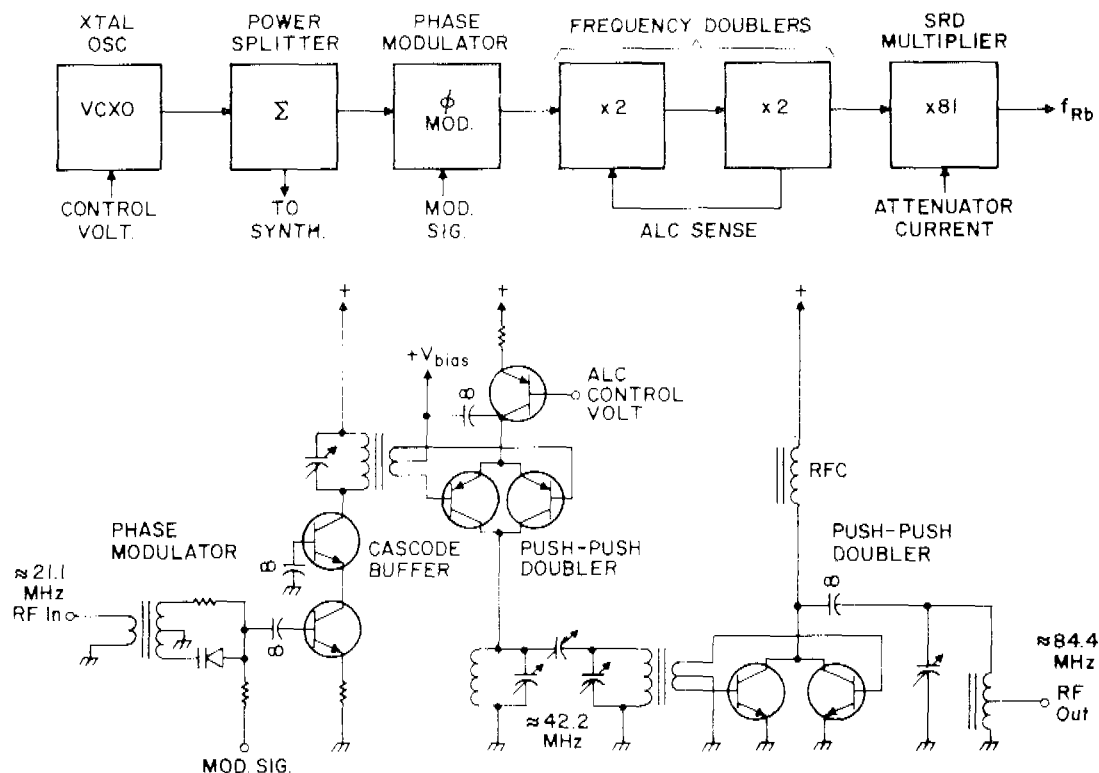 XTAL OSC
POWER SPLITTER
PHASE MODULATOR
FREQUENCY DOUBLERS
SRD MULTIPLIER
VCXO
Σ
ϕ MOD.
x2
x2
x81
f_Rb
CONTROL VOLT.
TO SYNTH.
MOD. SIG.
ALC SENSE
ATTENUATOR CURRENT
+
+
+
+V_bias
∞
ALC CONTROL VOLT
RFC
PHASE MODULATOR
CASCODE BUFFER
PUSH-PUSH DOUBLER
PUSH-PUSH DOUBLER
∞
∞
≈21.1 MHz RF In
∞
≈42.2 MHz
≈84.4 MHz
RF Out
MOD. SIG.